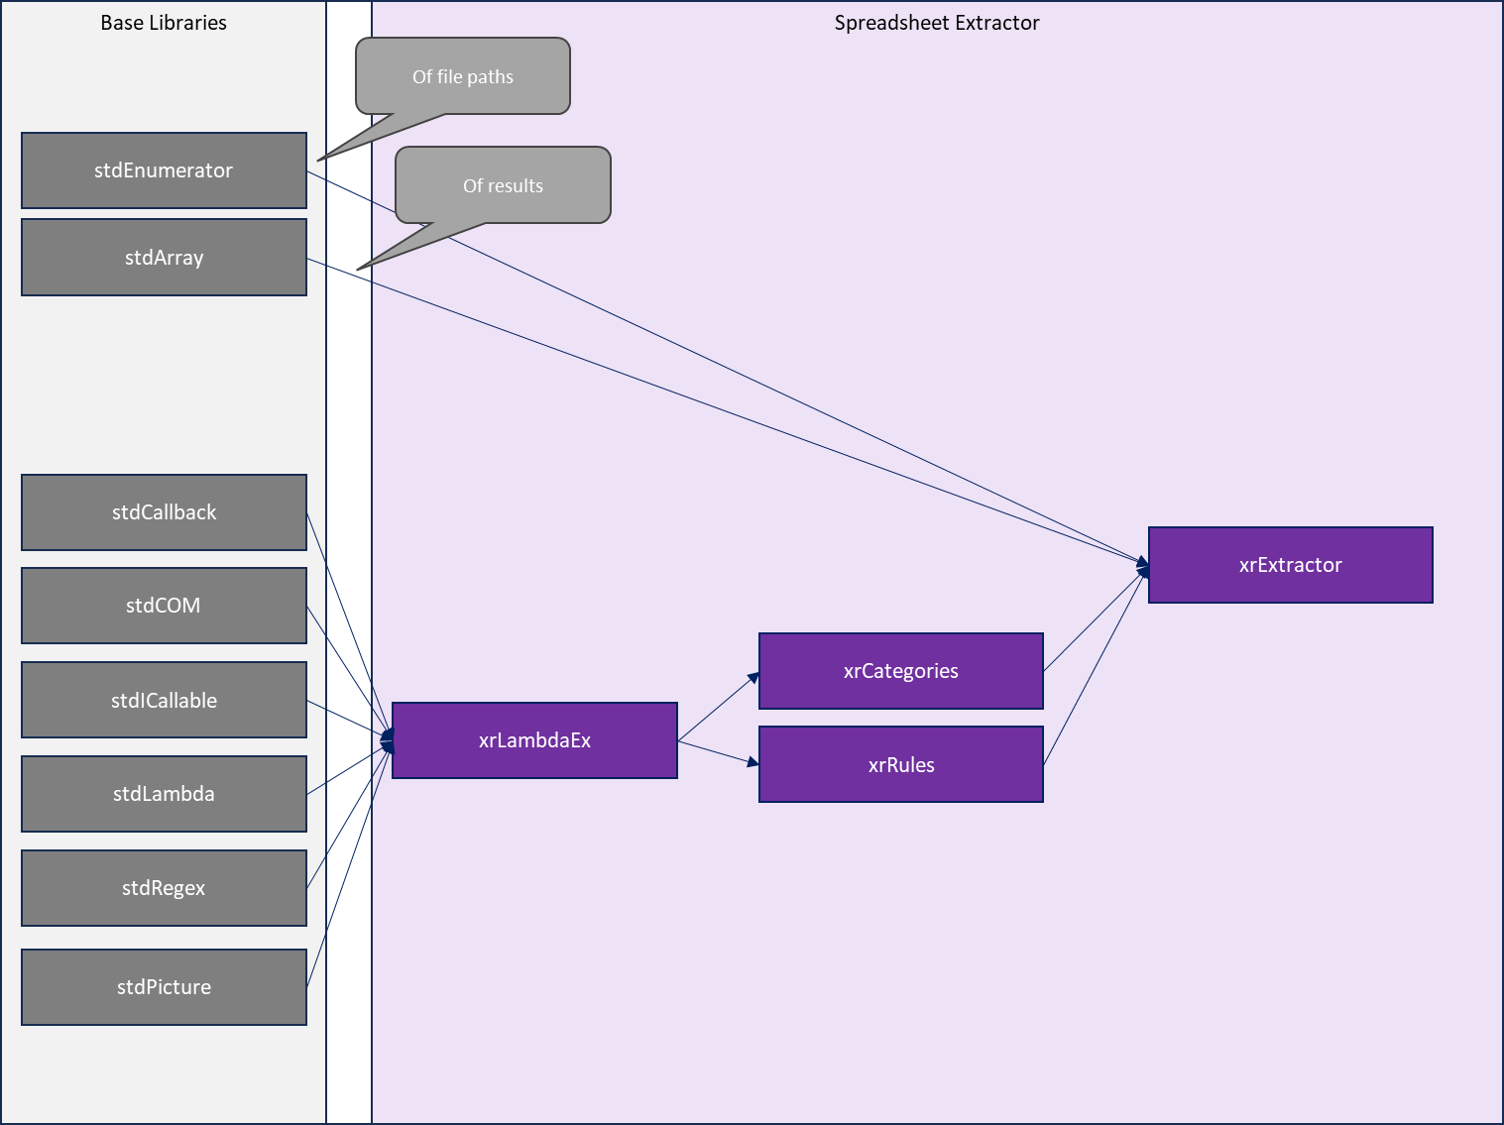 Base Libraries
Spreadsheet Extractor
Of file paths
stdEnumerator
Of results
stdArray
stdCallback
stdCOM
stdICallable
stdLambda
stdRegex
stdPicture
xrLambdaEx
xrCategories
xrRules
xrExtractor